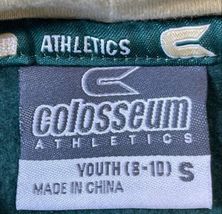 ATHLETICS
colosseum
ATHLETICS
YOUTH (8-10) S
MADE IN CHINA